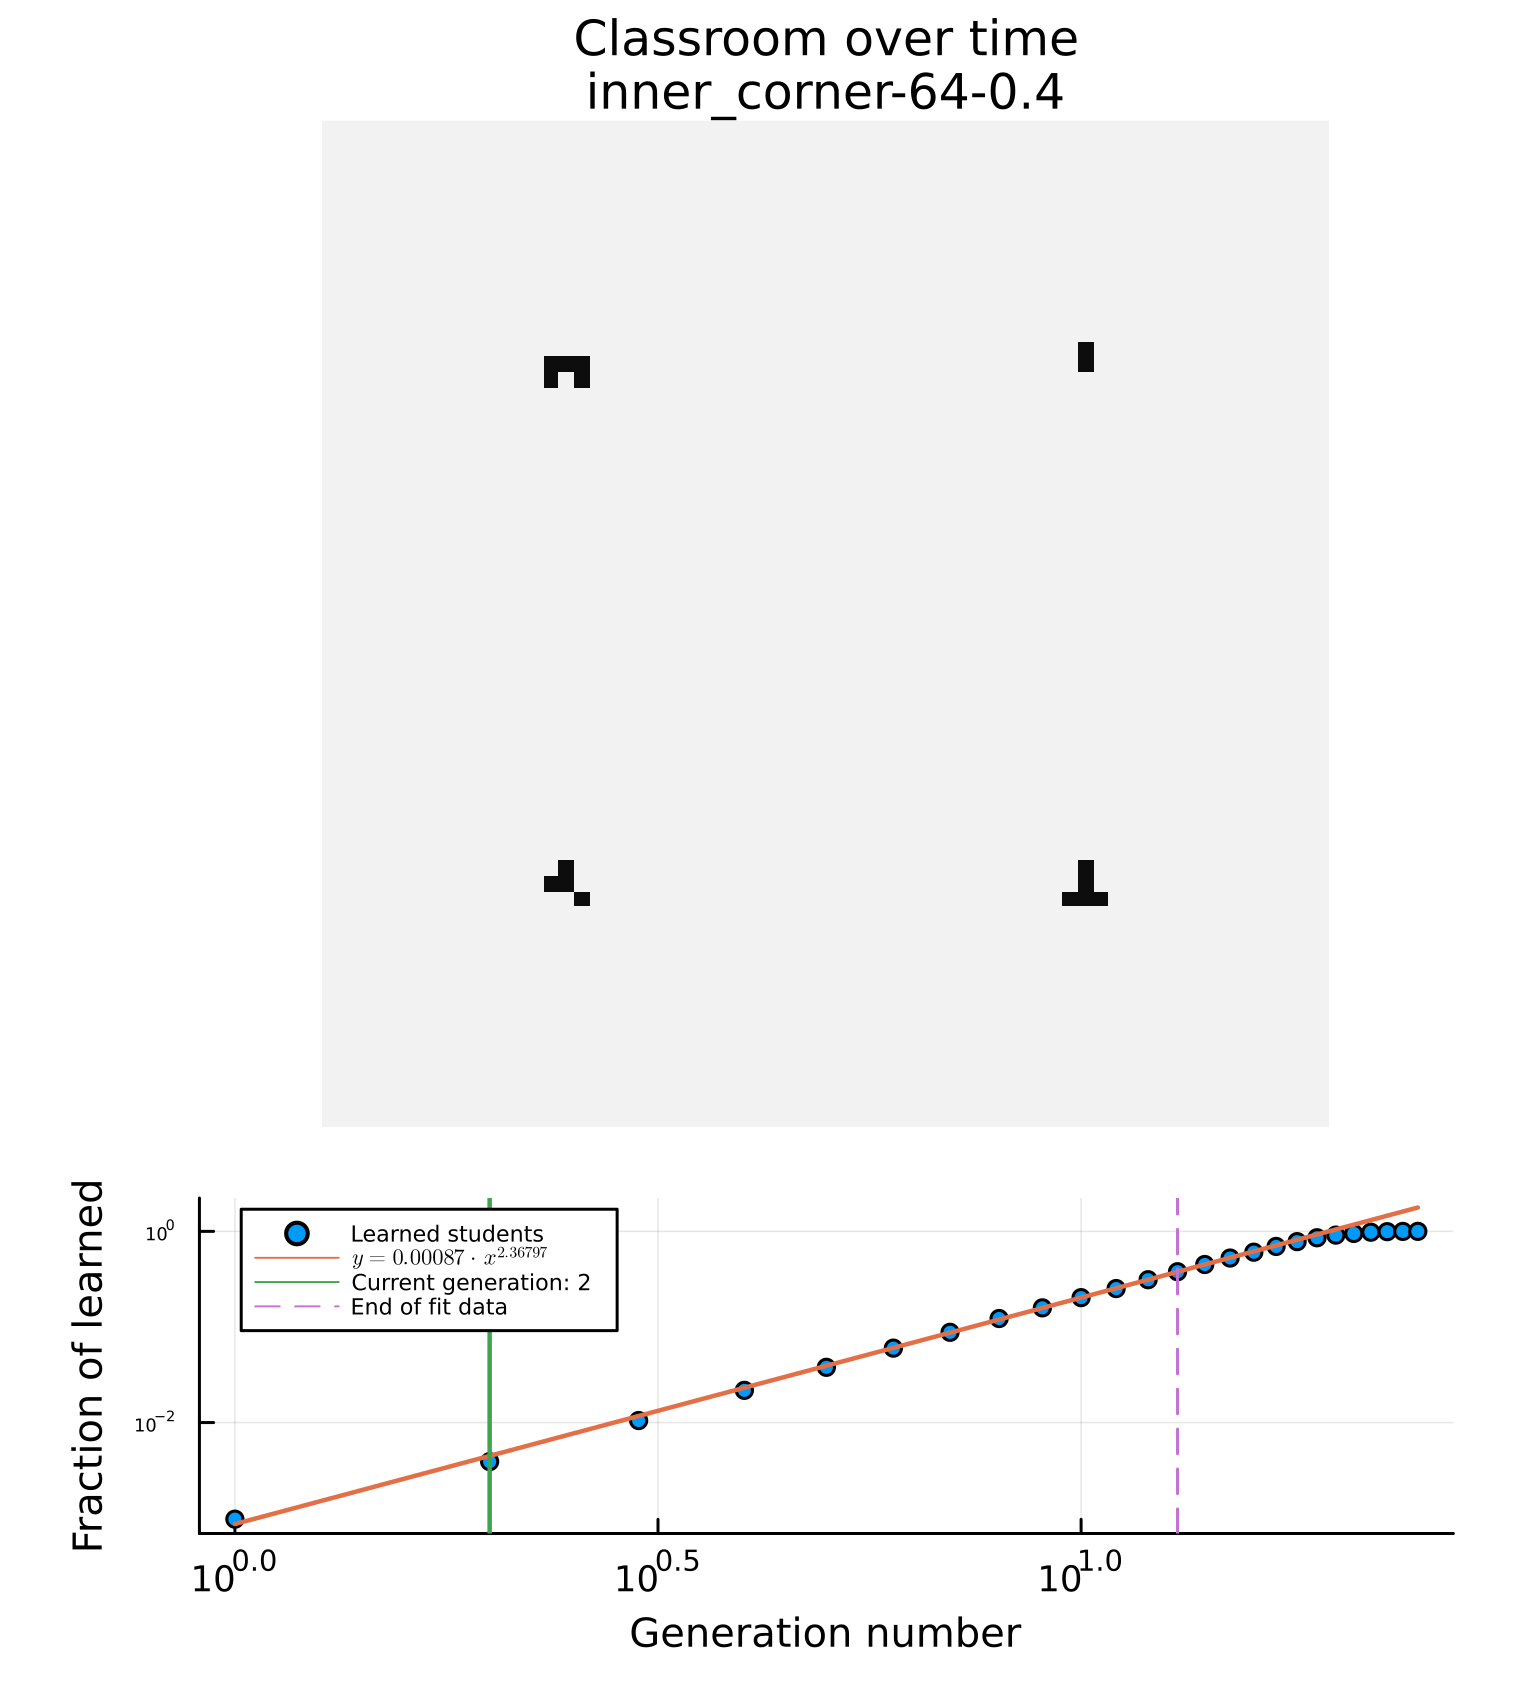 Classroom over time
inner_corner-64-0.4
Fraction of learned
10^0
10^−2
Learned students
y = 0.00087 · x^2.36797
Current generation: 2
End of fit data
10^0.0
10^0.5
10^1.0
Generation number